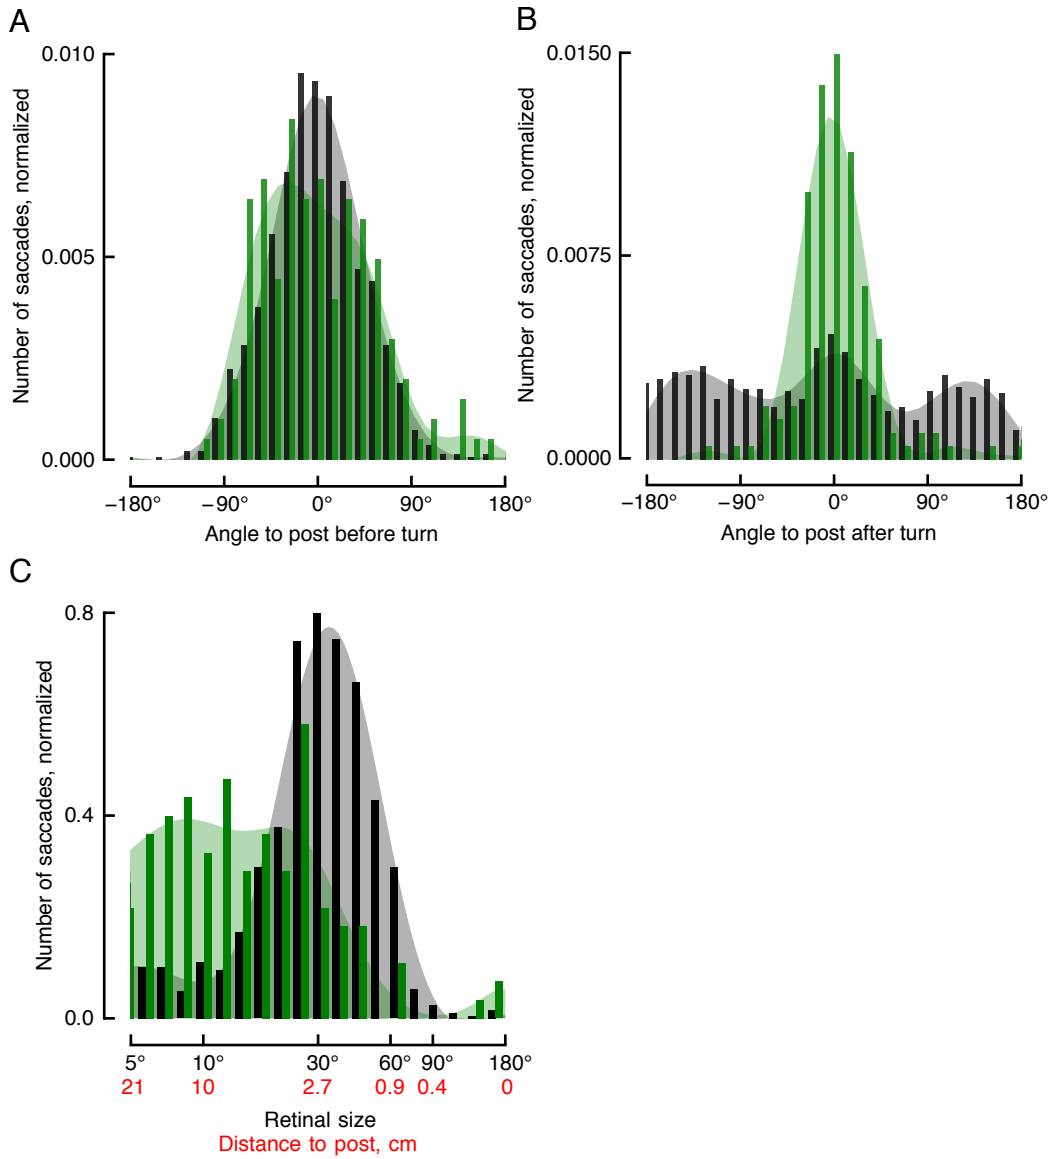 A
Number of saccades, normalized
0.010
0.005
0.000
−180°
−90°
0°
90°
180°
Angle to post before turn
B
Number of saccades, normalized
0.0150
0.0075
0.0000
−180°
−90°
0°
90°
180°
Angle to post after turn
C
Number of saccades, normalized
0.8
0.4
0.0
5° 10° 30° 60° 90° 180°
21 10 2.7 0.9 0.4 0
Retinal size
Distance to post, cm